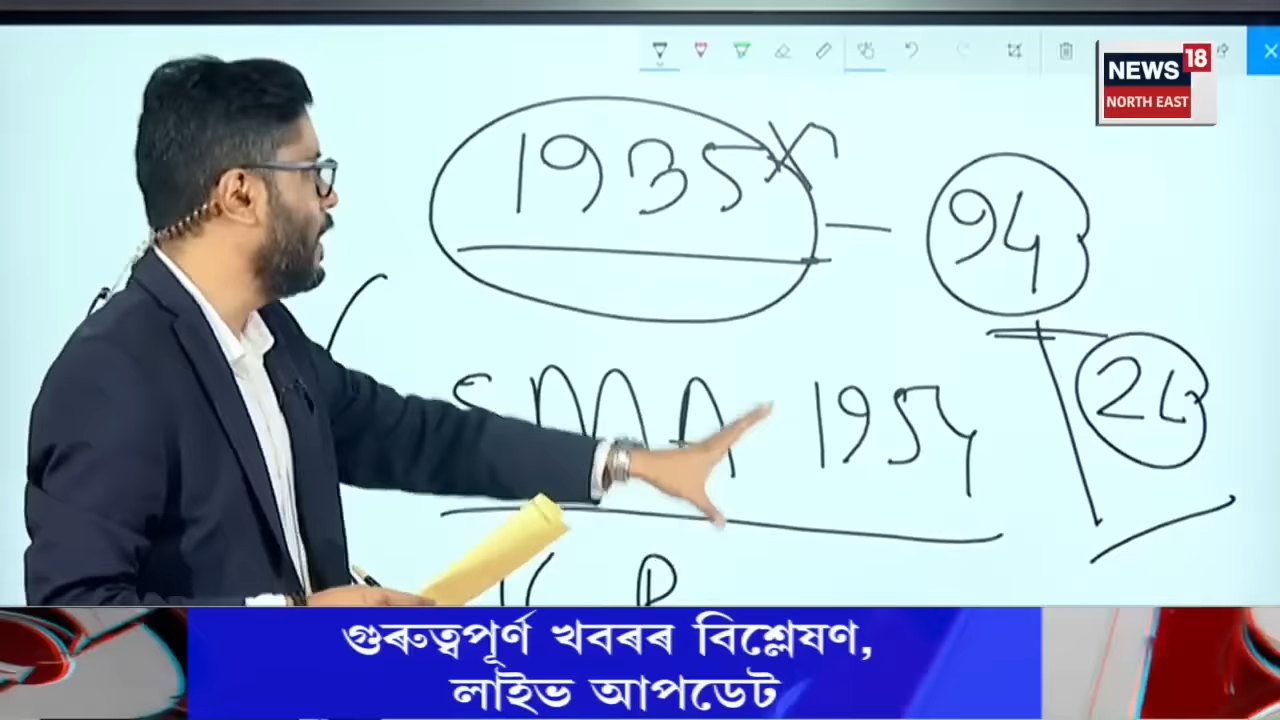 NEWS 18
NORTH EAST
1935
94
SMA 1954
26
গুৰুত্বপূৰ্ণ খবৰৰ বিশ্লেষণ,
লাইভ আপডেট